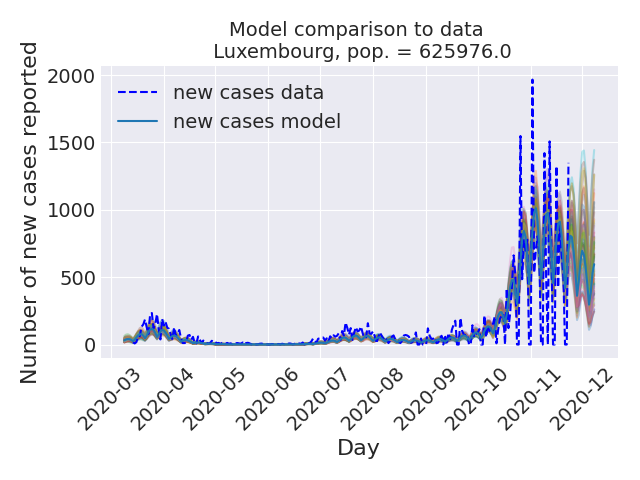 Model comparison to data
Luxembourg, pop. = 625976.0
Number of new cases reported
2000
1500
1000
500
0
new cases data
new cases model
2020-03
2020-04
2020-05
2020-06
2020-07
2020-08
2020-09
2020-10
2020-11
2020-12
Day